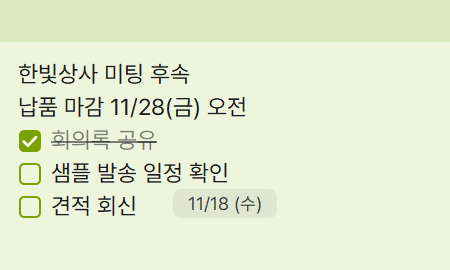 한빛상사 미팅 후속
납품 마감 11/28(금) 오전
회의록 공유
샘플 발송 일정 확인
견적 회신 11/18 (수)